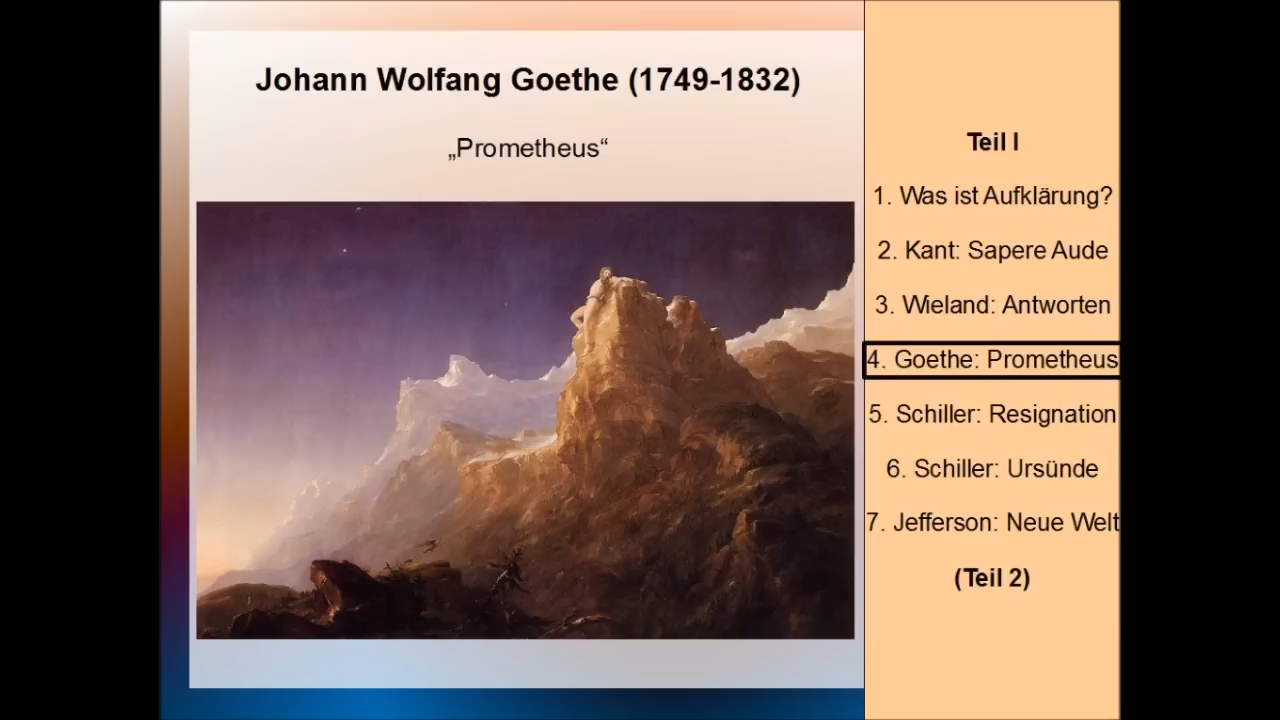 Johann Wolfang Goethe (1749-1832)
„Prometheus“
Teil I
1. Was ist Aufklärung?
2. Kant: Sapere Aude
3. Wieland: Antworten
4. Goethe: Prometheus
5. Schiller: Resignation
6. Schiller: Ursünde
7. Jefferson: Neue Welt
(Teil 2)